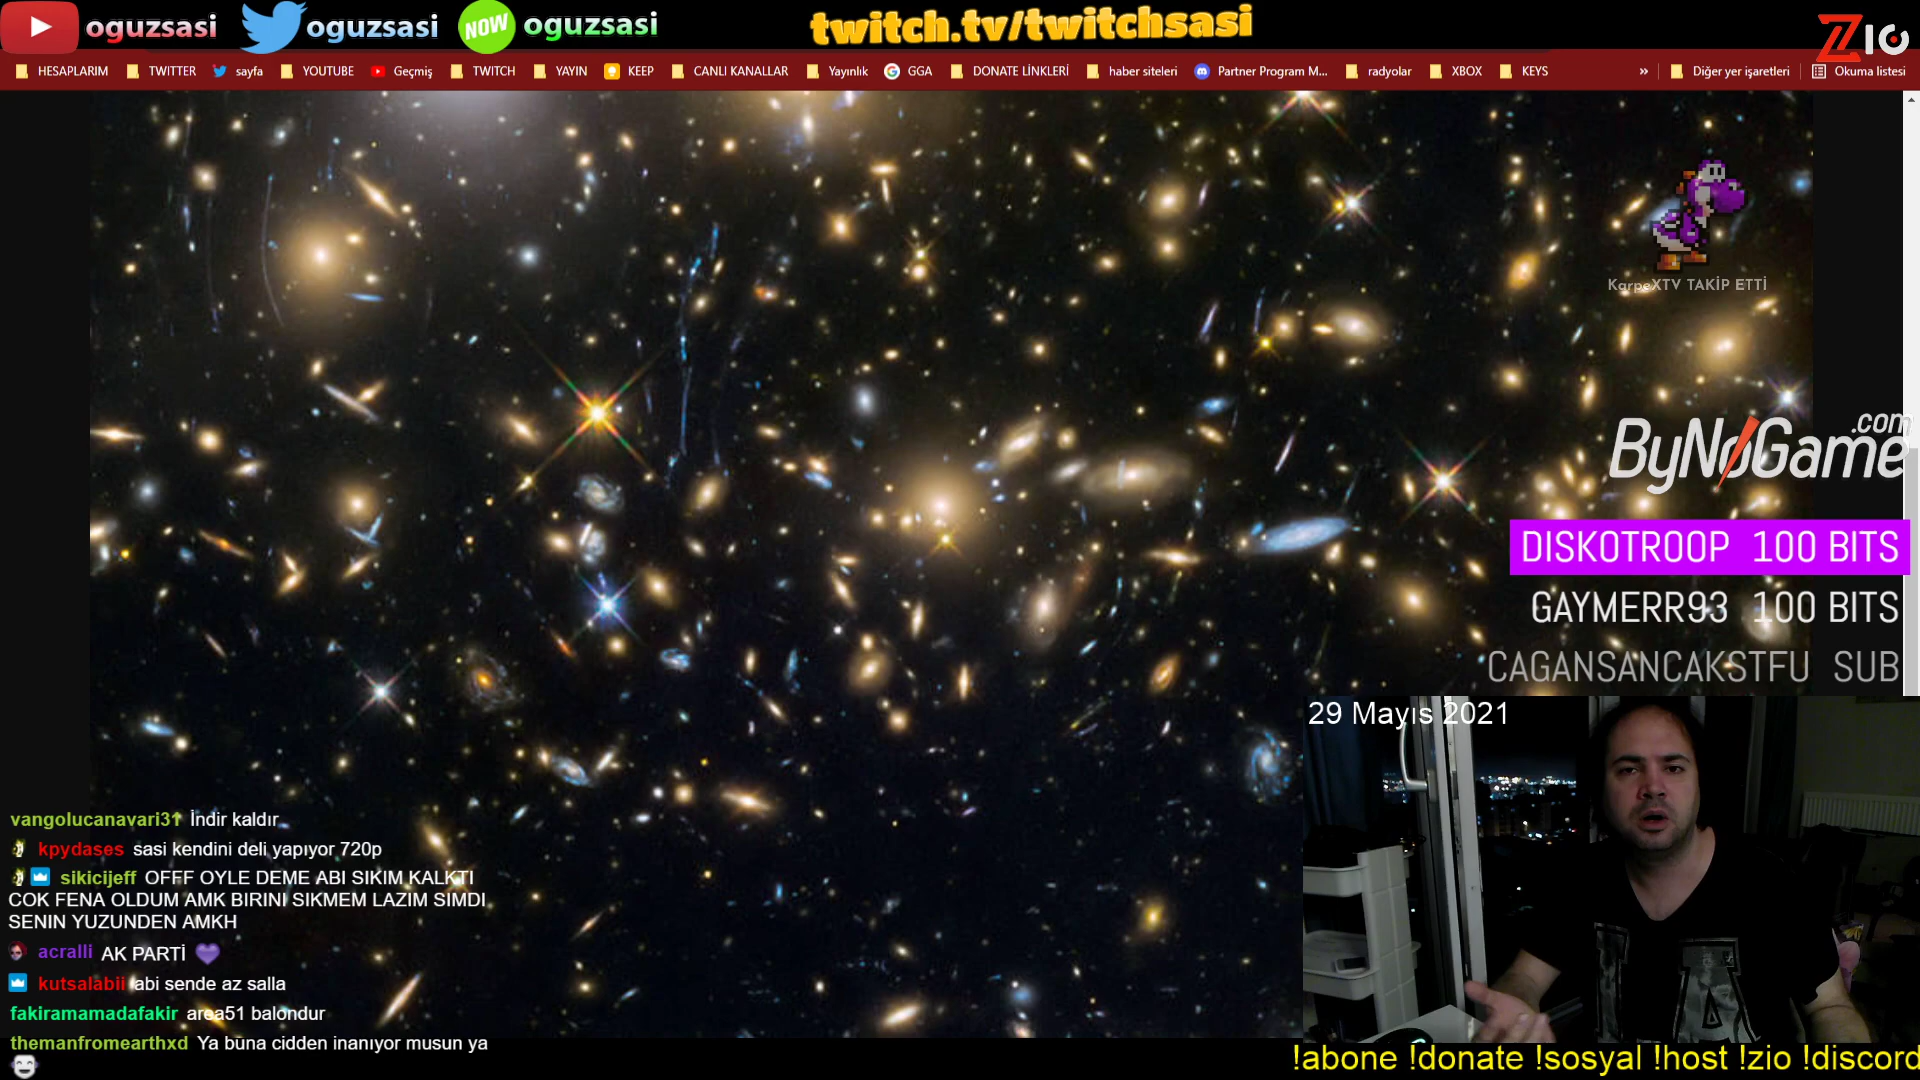 oguzsasi
oguzsasi
NOW oguzsasi
twitch.tv/twitchsasi
ZIO
HESAPLARIM TWITTER sayfa YOUTUBE Geçmiş TWITCH YAYIN KEEP CANLI KANALLAR Yayınlık GGA DONATE LİNKLERİ haber siteleri Partner Program M... radyolar XBOX KEYS » Diğer yer işaretleri Okuma listesi
KarpeXTV TAKİP ETTİ
ByNoGame.com
DISKOTROOP 100 BITS
GAYMERR93 100 BITS
CAGANSANCAKSTFU SUB
29 Mayıs 2021
LA
vangolucanavari31 İndir kaldır
kpydases sasi kendini deli yapıyor 720p
sikicijeff OFFF OYLE DEME ABI SIKIM KALKTI
COK FENA OLDUM AMK BIRINI SIKMEM LAZIM SIMDI
SENIN YUZUNDEN AMKH
acralli AK PARTİ
kutsalabii abi sende az salla
fakiramamadafakir area51 balondur
themanfromearthxd Ya buna cidden inanıyor musun ya
!abone !donate !sosyal !host !zio !discord